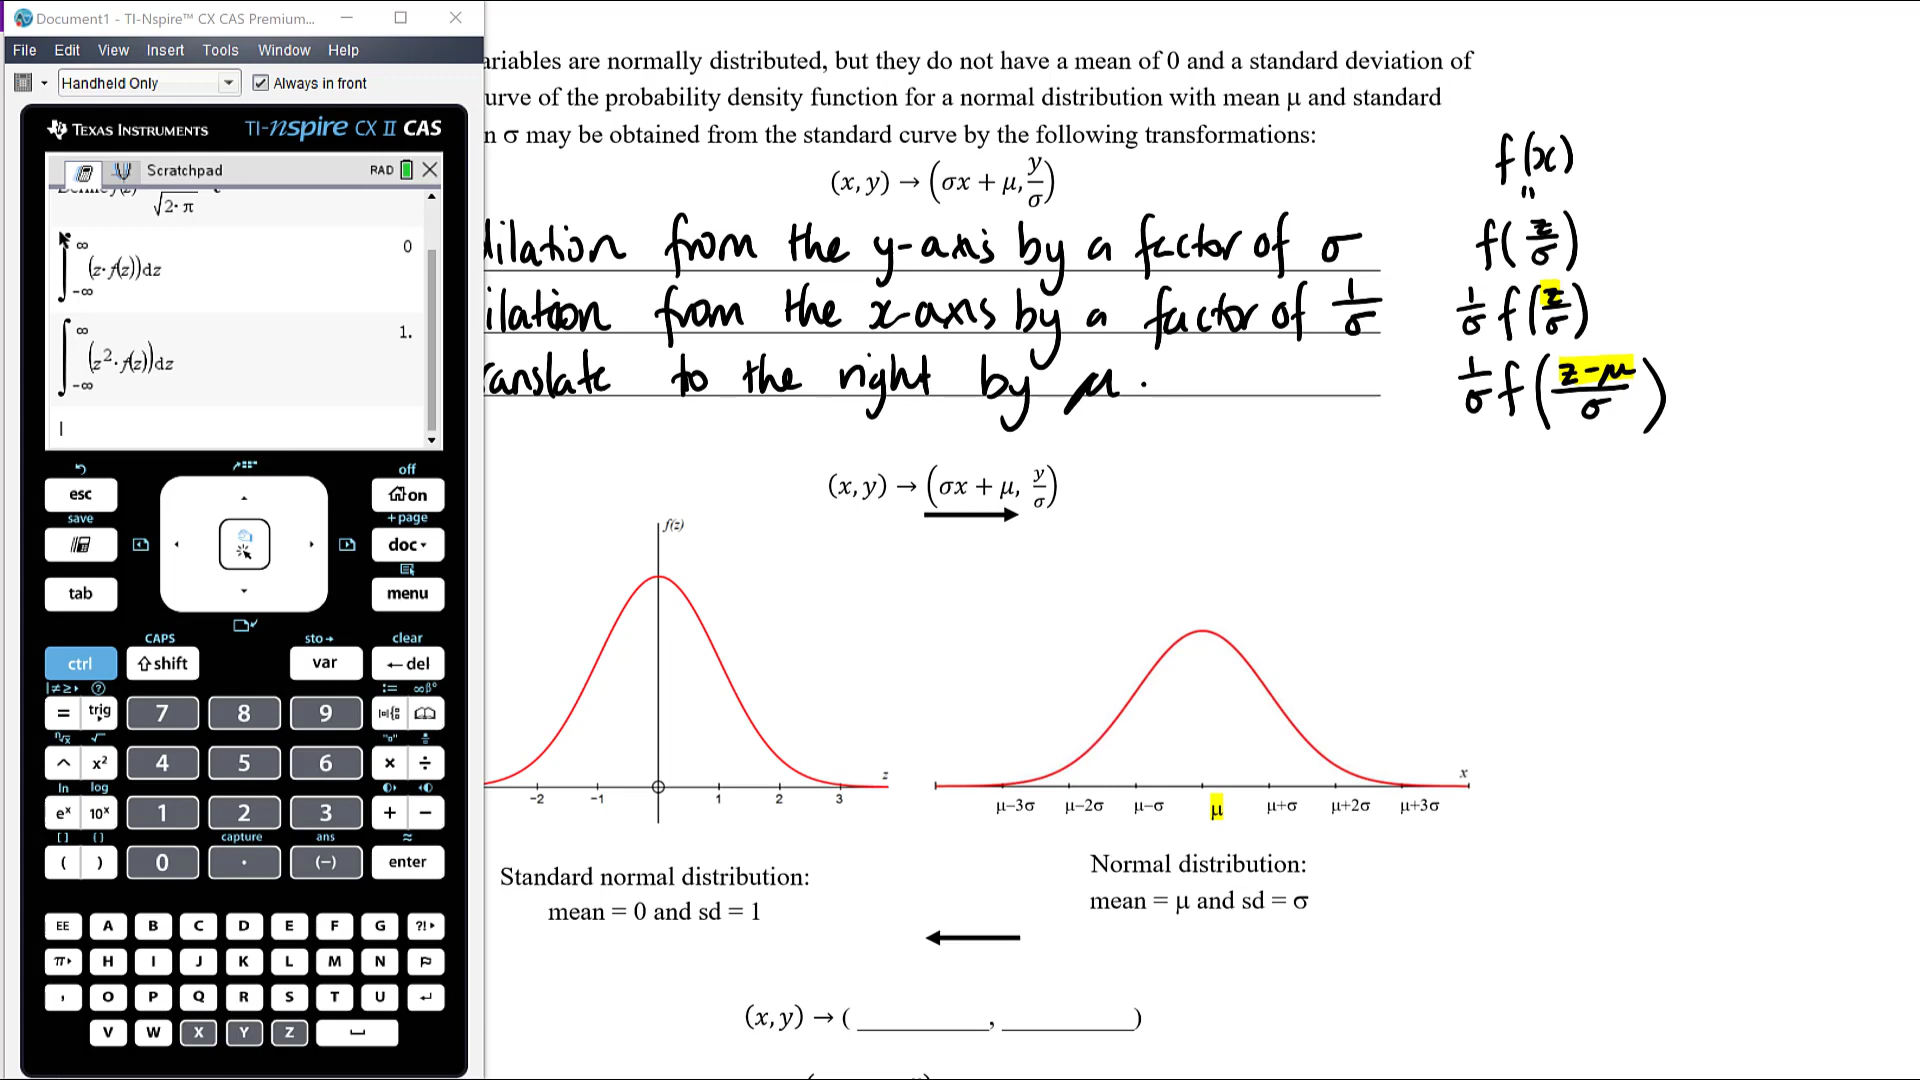 Document1 - TI-Nspire™ CX CAS Premium...
File Edit View Insert Tools Window Help
Handheld Only Always in front
TEXAS INSTRUMENTS TI-nspire CX II CAS
Scratchpad RAD
√2·π
∫ ∞ -∞ (z·f(z))dz 0
∫ ∞ -∞ (z²·f(z))dz 1.
off
esc on
save +page
doc
tab menu
CAPS sto→ clear
ctrl shift var ←del
= trig 7 8 9
^ x² 4 5 6 × ÷
ln log
eˣ 10ˣ 1 2 3 + −
[ ] { } capture ans ≈
( ) 0 . (−) enter
EE A B C D E F G ?!▸
π▸ H I J K L M N
, O P Q R S T U
V W X Y Z
ariables are normally distributed, but they do not have a mean of 0 and a standard deviation of
urve of the probability density function for a normal distribution with mean μ and standard
n σ may be obtained from the standard curve by the following transformations:
(x, y) → (σx + μ, y/σ)
dilation from the y-axis by a factor of σ
ilation from the x-axis by a factor of 1/σ
ranslate to the right by μ.
f(x)
"
f(z/σ)
1/σ f(z/σ)
1/σ f((z-μ)/σ)
(x, y) → (σx + μ, y/σ)
f(z)
z
−2 −1 1 2 3
Standard normal distribution:
mean = 0 and sd = 1
x
μ−3σ μ−2σ μ−σ μ μ+σ μ+2σ μ+3σ
Normal distribution:
mean = μ and sd = σ
(x, y) → ( __________, __________)